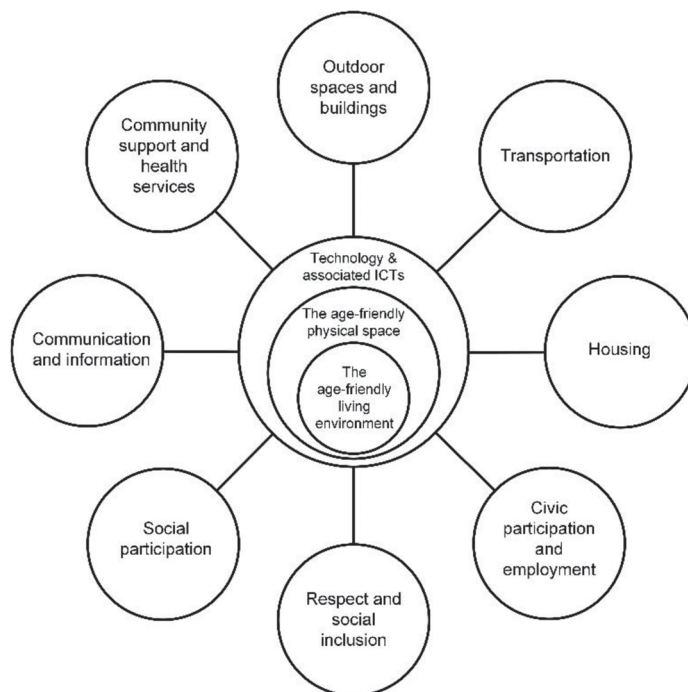 Outdoor
spaces and
buildings
Transportation
Housing
Civic
participation
and
employment
Respect and
social
inclusion
Social
participation
Communication
and information
Community
support and
health
services
Technology &
associated ICTs
The age-friendly
physical space
The
age-friendly
living
environment